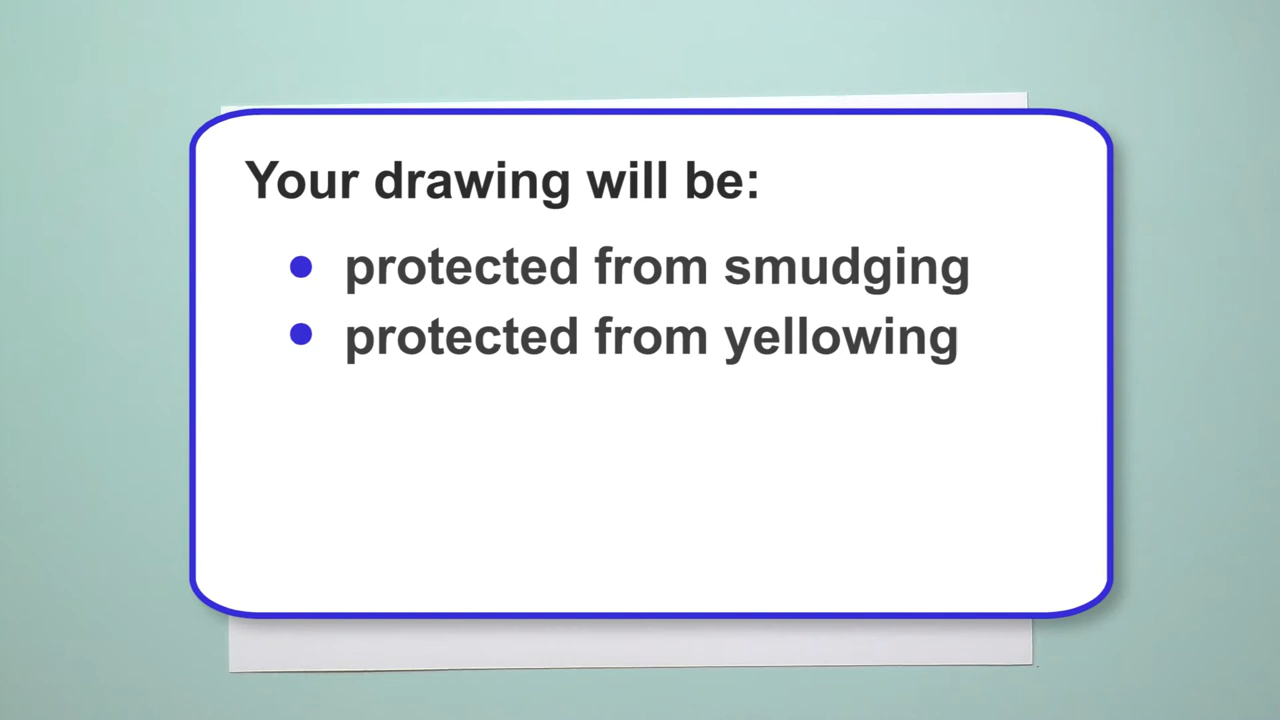 Your drawing will be:
protected from smudging
protected from yellowing